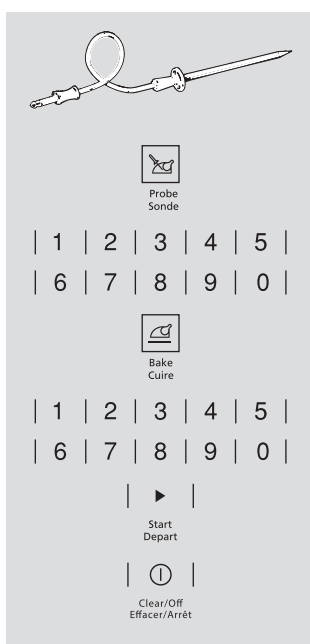 Probe
Sonde
1 2 3 4 5
6 7 8 9 0
Bake
Cuire
1 2 3 4 5
6 7 8 9 0
Start
Depart
Clear/Off
Effacer/Arrêt